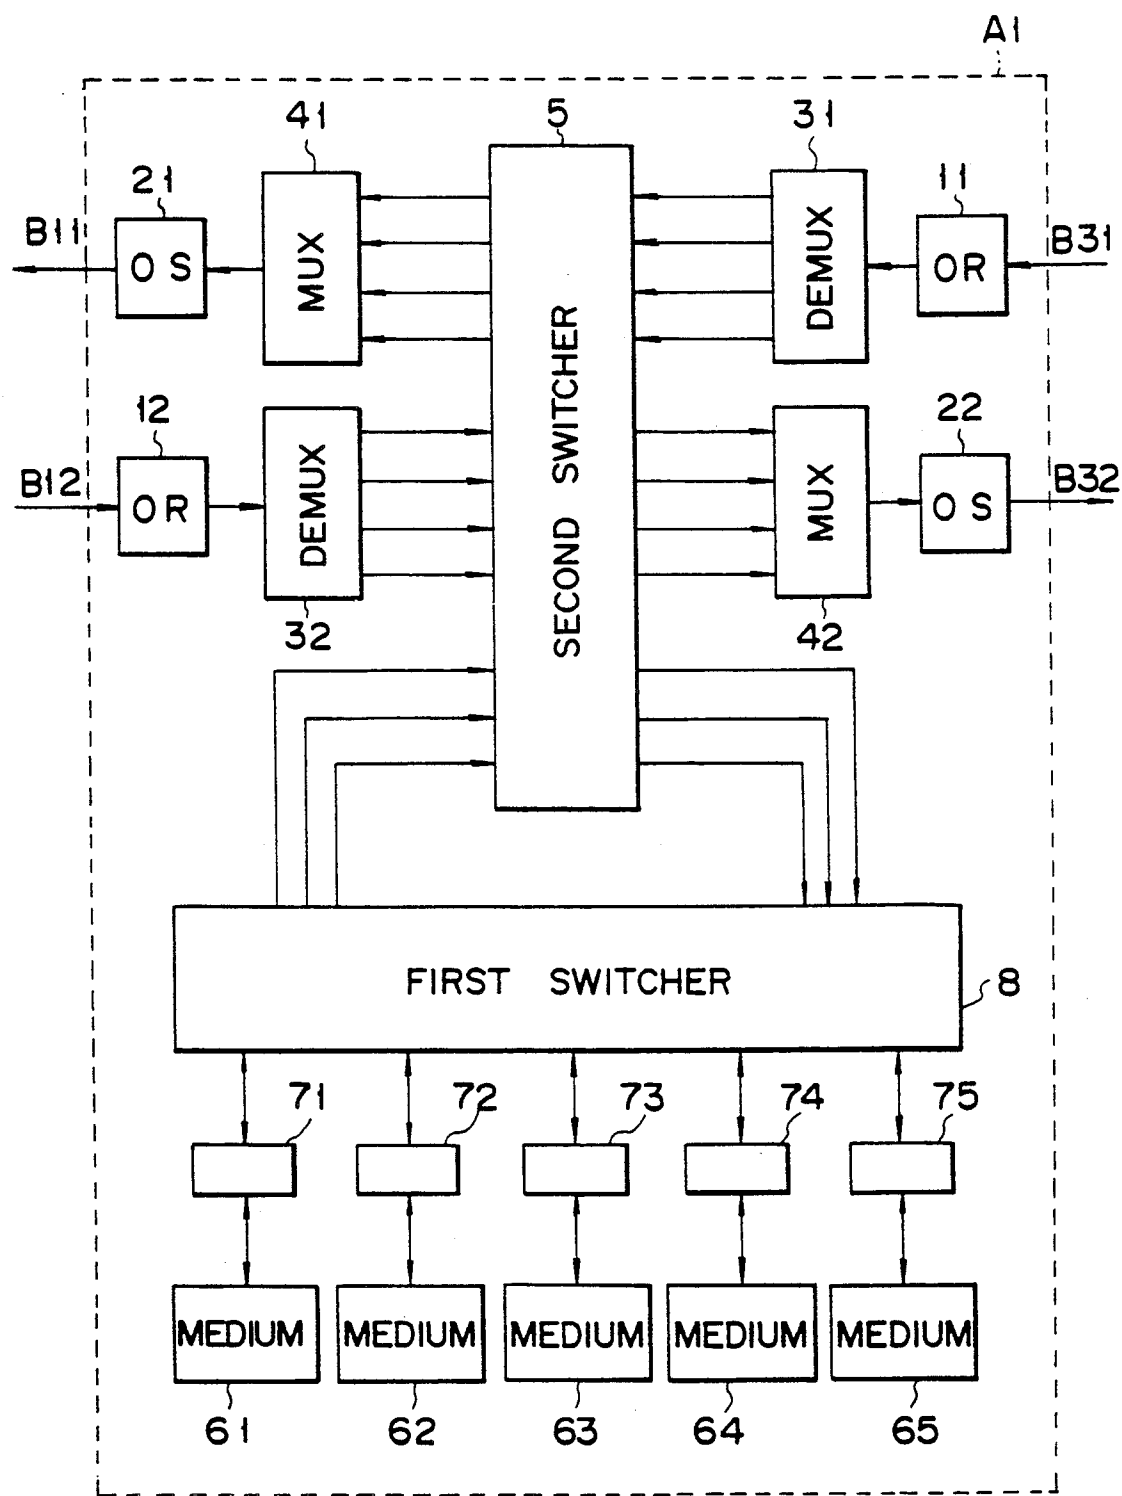 A1
41
5
31
21
11
B11
OS
MUX
DEMUX
OR
B31
SECOND SWITCHER
12
22
B12
OR
DEMUX
MUX
OS
B32
32
42
FIRST SWITCHER
8
71
72
73
74
75
MEDIUM
MEDIUM
MEDIUM
MEDIUM
MEDIUM
61
62
63
64
65